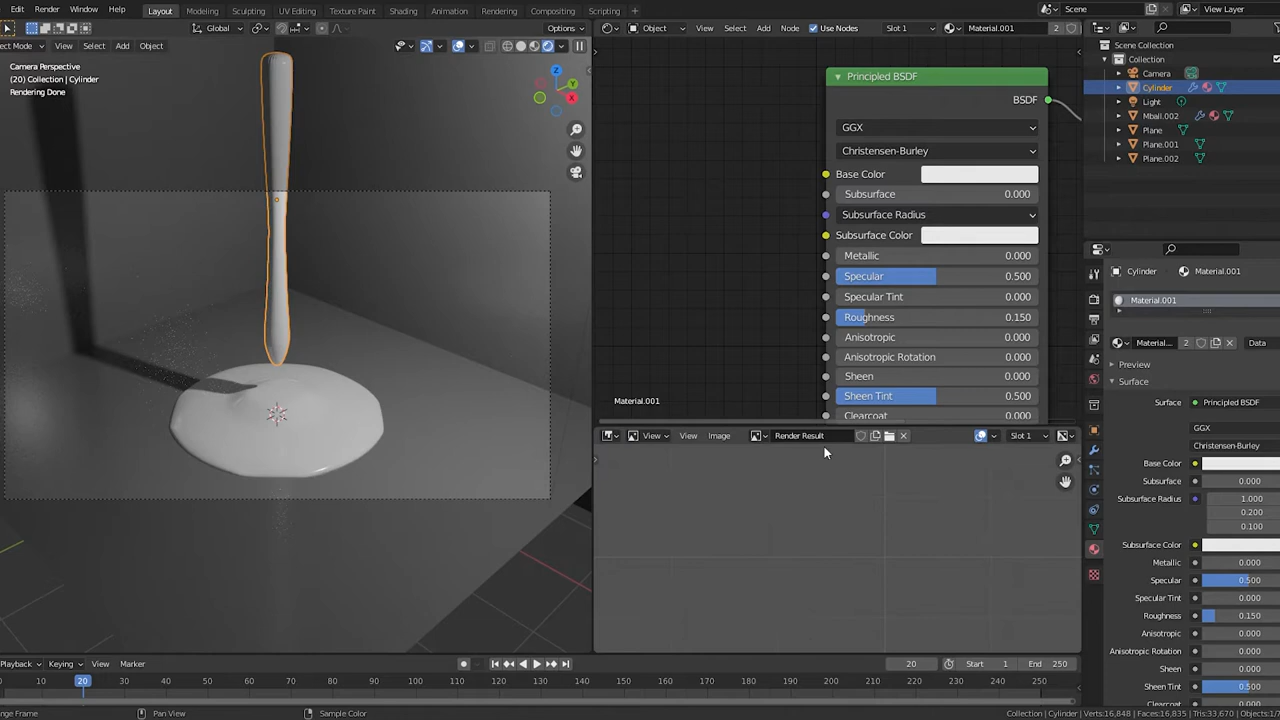 Edit Render Window Help Layout Modeling Sculpting UV Editing Texture Paint Shading Animation Rendering Compositing Scripting Scene View Layer
Global Options Object View Select Add Node Use Nodes Slot 1 Material.001 2
View Select Add Object
Camera Perspective
(20) Collection | Cylinder
Rendering Done
Z
Y
X
Principled BSDF
BSDF
GGX
Christensen-Burley
Base Color
Subsurface 0.000
Subsurface Radius
Subsurface Color
Metallic 0.000
Specular 0.500
Specular Tint 0.000
Roughness 0.150
Anisotropic 0.000
Anisotropic Rotation 0.000
Sheen 0.000
Sheen Tint 0.500
Clearcoat 0.000
Material.001
View View Image Render Result Slot 1
Scene Collection
Collection
Camera
Cylinder
Light
Mball.002
Plane
Plane.001
Plane.002
Cylinder Material.001
Material.001
Material... 2 Data
Preview
Surface
Surface Principled BSDF
GGX
Christensen-Burley
Base Color
Subsurface 0.000
Subsurface Radius 1.000
0.200
0.100
Subsurface Color
Metallic 0.000
Specular 0.500
Specular Tint 0.000
Roughness 0.150
Anisotropic 0.000
Anisotropic Rotation 0.000
Sheen 0.000
Sheen Tint 0.500
Playback Keying View Marker 20 Start 1 End 250
0 10 20 30 40 50 60 70 80 90 100 110 120 130 140 150 160 170 180 190 200 210 220 230 240 250
Pan View Sample Color Collection | Cylinder | Verts:16,848 | Faces:16,835 | Tris:33,670 | Objects:1/7